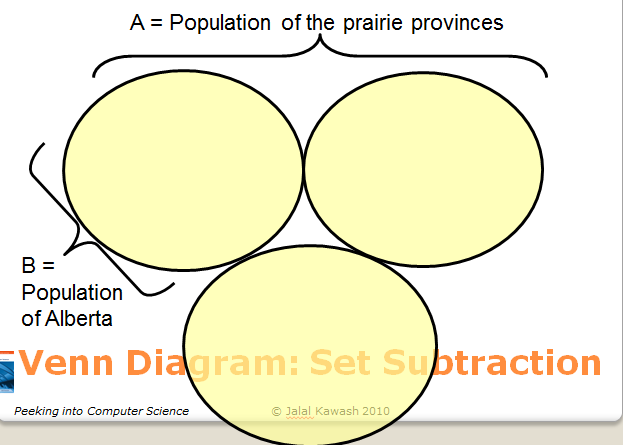 A = Population of the prairie provinces
B =
Population
of Alberta
Venn Diagram: Set Subtraction
Peeking into Computer Science
© Jalal Kawash 2010